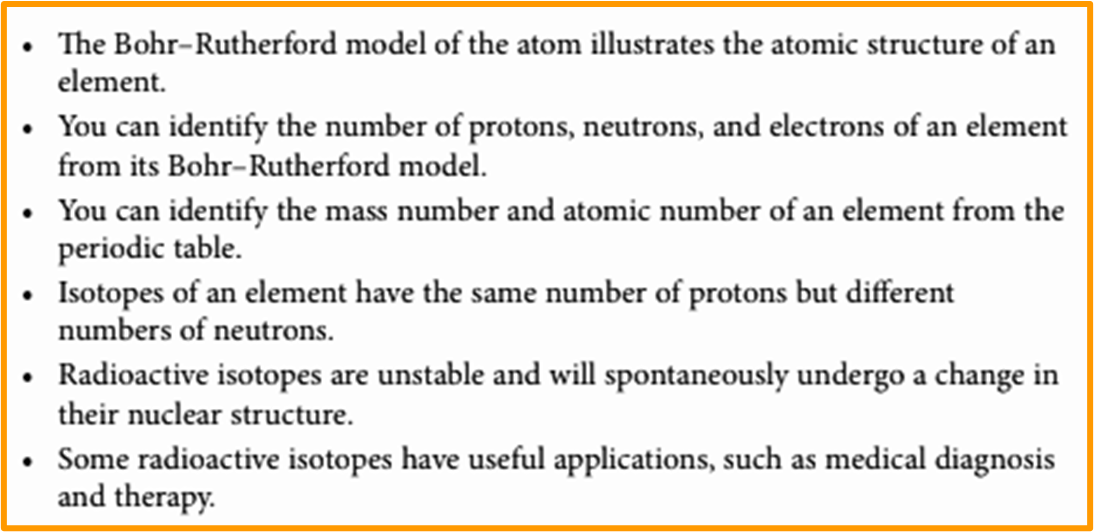 • The Bohr–Rutherford model of the atom illustrates the atomic structure of an
element.
• You can identify the number of protons, neutrons, and electrons of an element
from its Bohr–Rutherford model.
• You can identify the mass number and atomic number of an element from the
periodic table.
• Isotopes of an element have the same number of protons but different
numbers of neutrons.
• Radioactive isotopes are unstable and will spontaneously undergo a change in
their nuclear structure.
• Some radioactive isotopes have useful applications, such as medical diagnosis
and therapy.